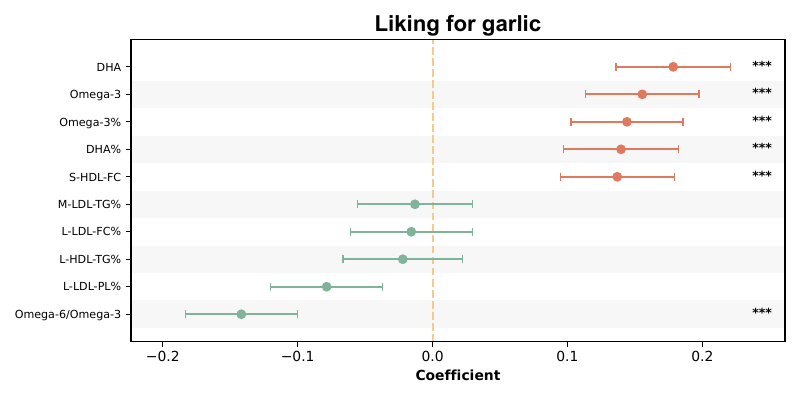 Liking for garlic
DHA ***
Omega-3 ***
Omega-3% ***
DHA% ***
S-HDL-FC ***
M-LDL-TG%
L-LDL-FC%
L-HDL-TG%
L-LDL-PL%
Omega-6/Omega-3 ***
−0.2 −0.1 0.0 0.1 0.2
Coefficient